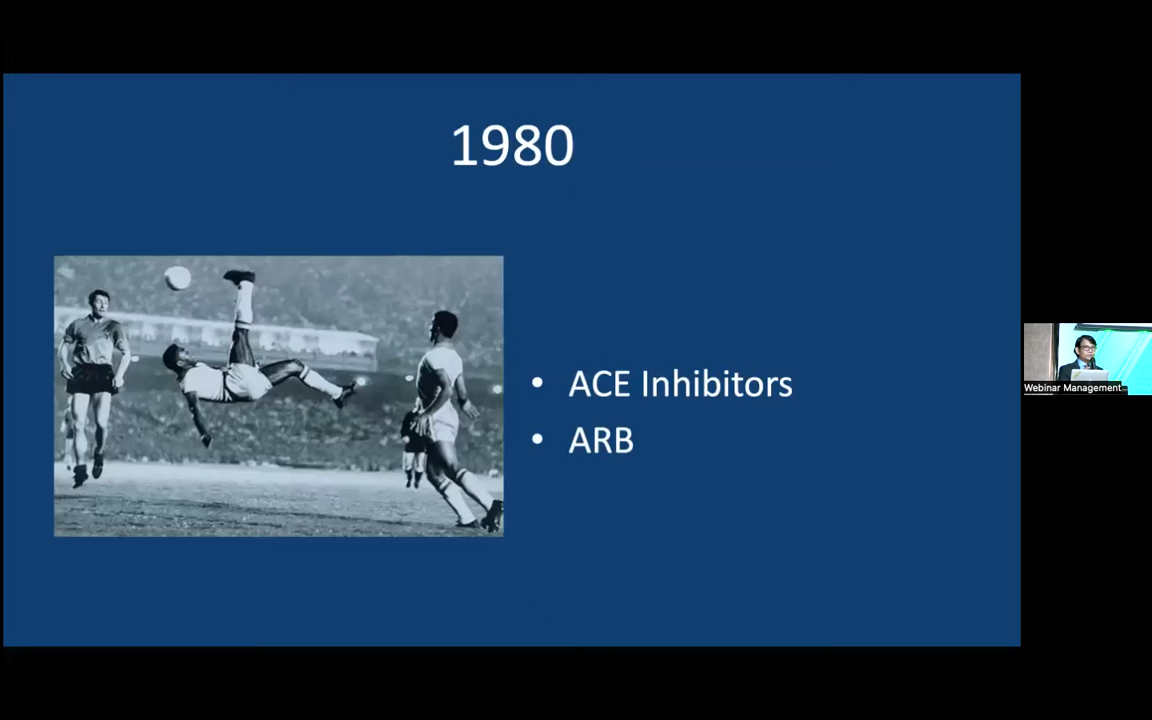 1980
• ACE Inhibitors
• ARB
Webinar Management...